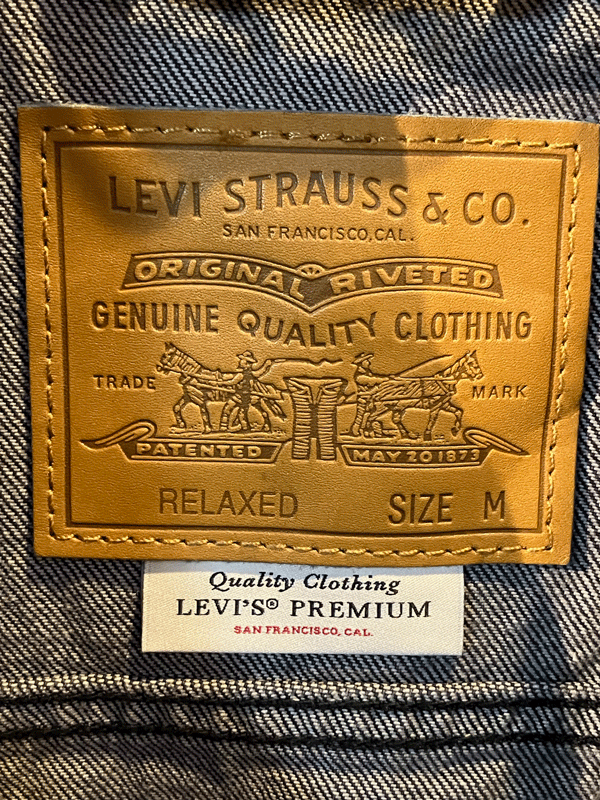 LEVI STRAUSS & CO.
SAN FRANCISCO, CAL.
ORIGINAL RIVETED
GENUINE QUALITY CLOTHING
TRADE MARK
PATENTED MAY 20 1873
RELAXED SIZE M
Quality Clothing
LEVI'S® PREMIUM
SAN FRANCISCO, CAL.